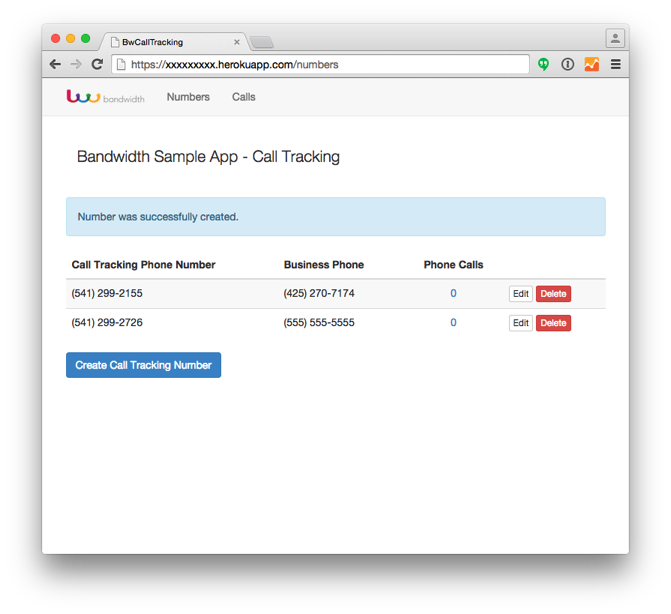 BwCallTracking
https://xxxxxxxxx.herokuapp.com/numbers
bandwidth Numbers Calls
Bandwidth Sample App - Call Tracking
Number was successfully created.
Call Tracking Phone Number Business Phone Phone Calls
(541) 299-2155 (425) 270-7174 0 Edit Delete
(541) 299-2726 (555) 555-5555 0 Edit Delete
Create Call Tracking Number